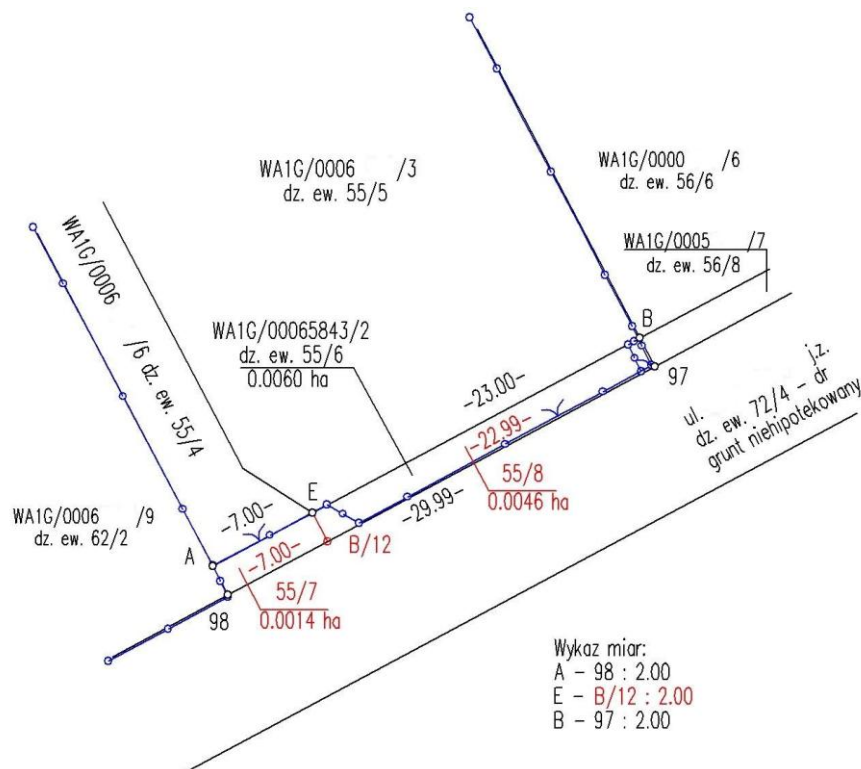 WA1G/0006 /3
dz. ew. 55/5
WA1G/0000 /6
dz. ew. 56/6
WA1G/0005 /7
dz. ew. 56/8
WA1G/0006
/6 dz. ew. 55/4
WA1G/00065843/2
dz. ew. 55/6
0.0060 ha
B
97
-23.00-
ul. j.z.
dz. ew. 72/4 - dr
grunt niehipotekowany
-22.99-
55/8
0.0046 ha
-29.99-
WA1G/0006 /9
dz. ew. 62/2
E
-7.00-
B/12
A
-7.00-
98
55/7
0.0014 ha
Wykaz miar:
A - 98 : 2.00
E - B/12 : 2.00
B - 97 : 2.00